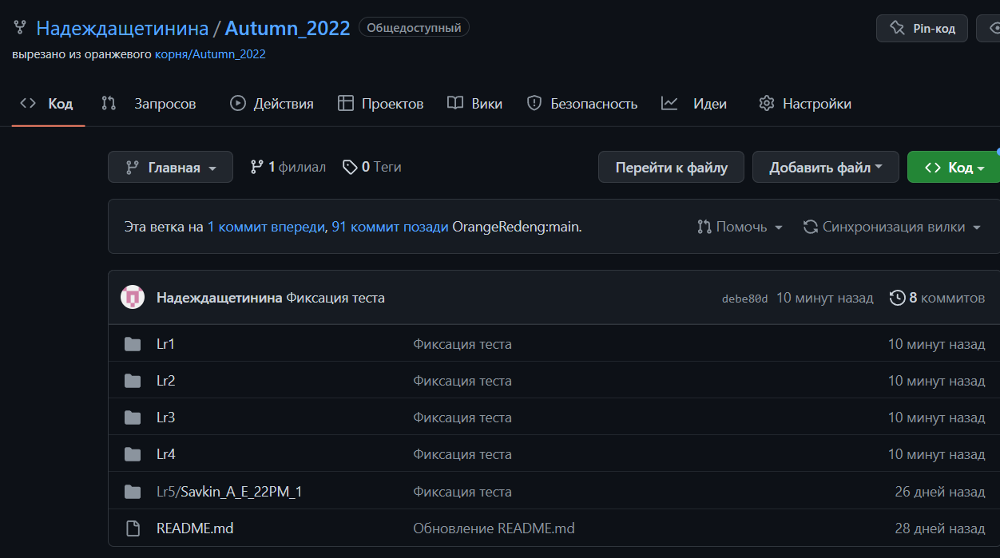 Надеждащетинина / Autumn_2022 Общедоступный Pin-код
вырезано из оранжевого корня/Autumn_2022
Код Запросов Действия Проектов Вики Безопасность Идеи Настройки
Главная 1 филиал 0 Теги Перейти к файлу Добавить файл Код
Эта ветка на 1 коммит впереди, 91 коммит позади OrangeRedeng:main. Помочь Синхронизация вилки
Надеждащетинина Фиксация теста debe80d 10 минут назад 8 коммитов
Lr1 Фиксация теста 10 минут назад
Lr2 Фиксация теста 10 минут назад
Lr3 Фиксация теста 10 минут назад
Lr4 Фиксация теста 10 минут назад
Lr5/Savkin_A_E_22PM_1 Фиксация теста 26 дней назад
README.md Обновление README.md 28 дней назад